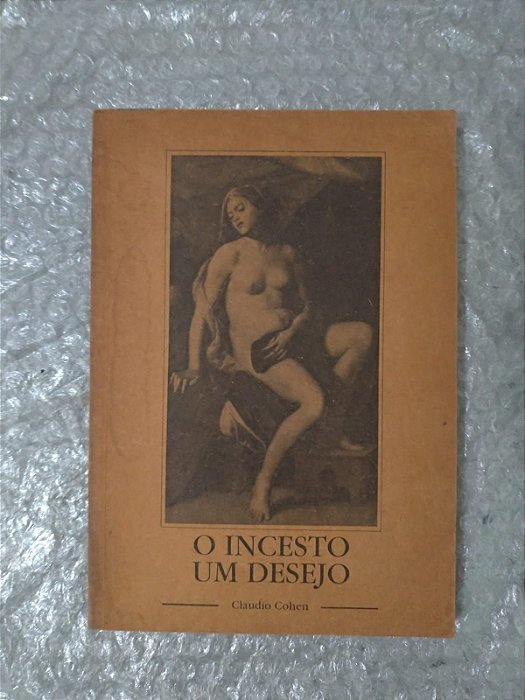 O INCESTO
UM DESEJO
Claudio Cohen